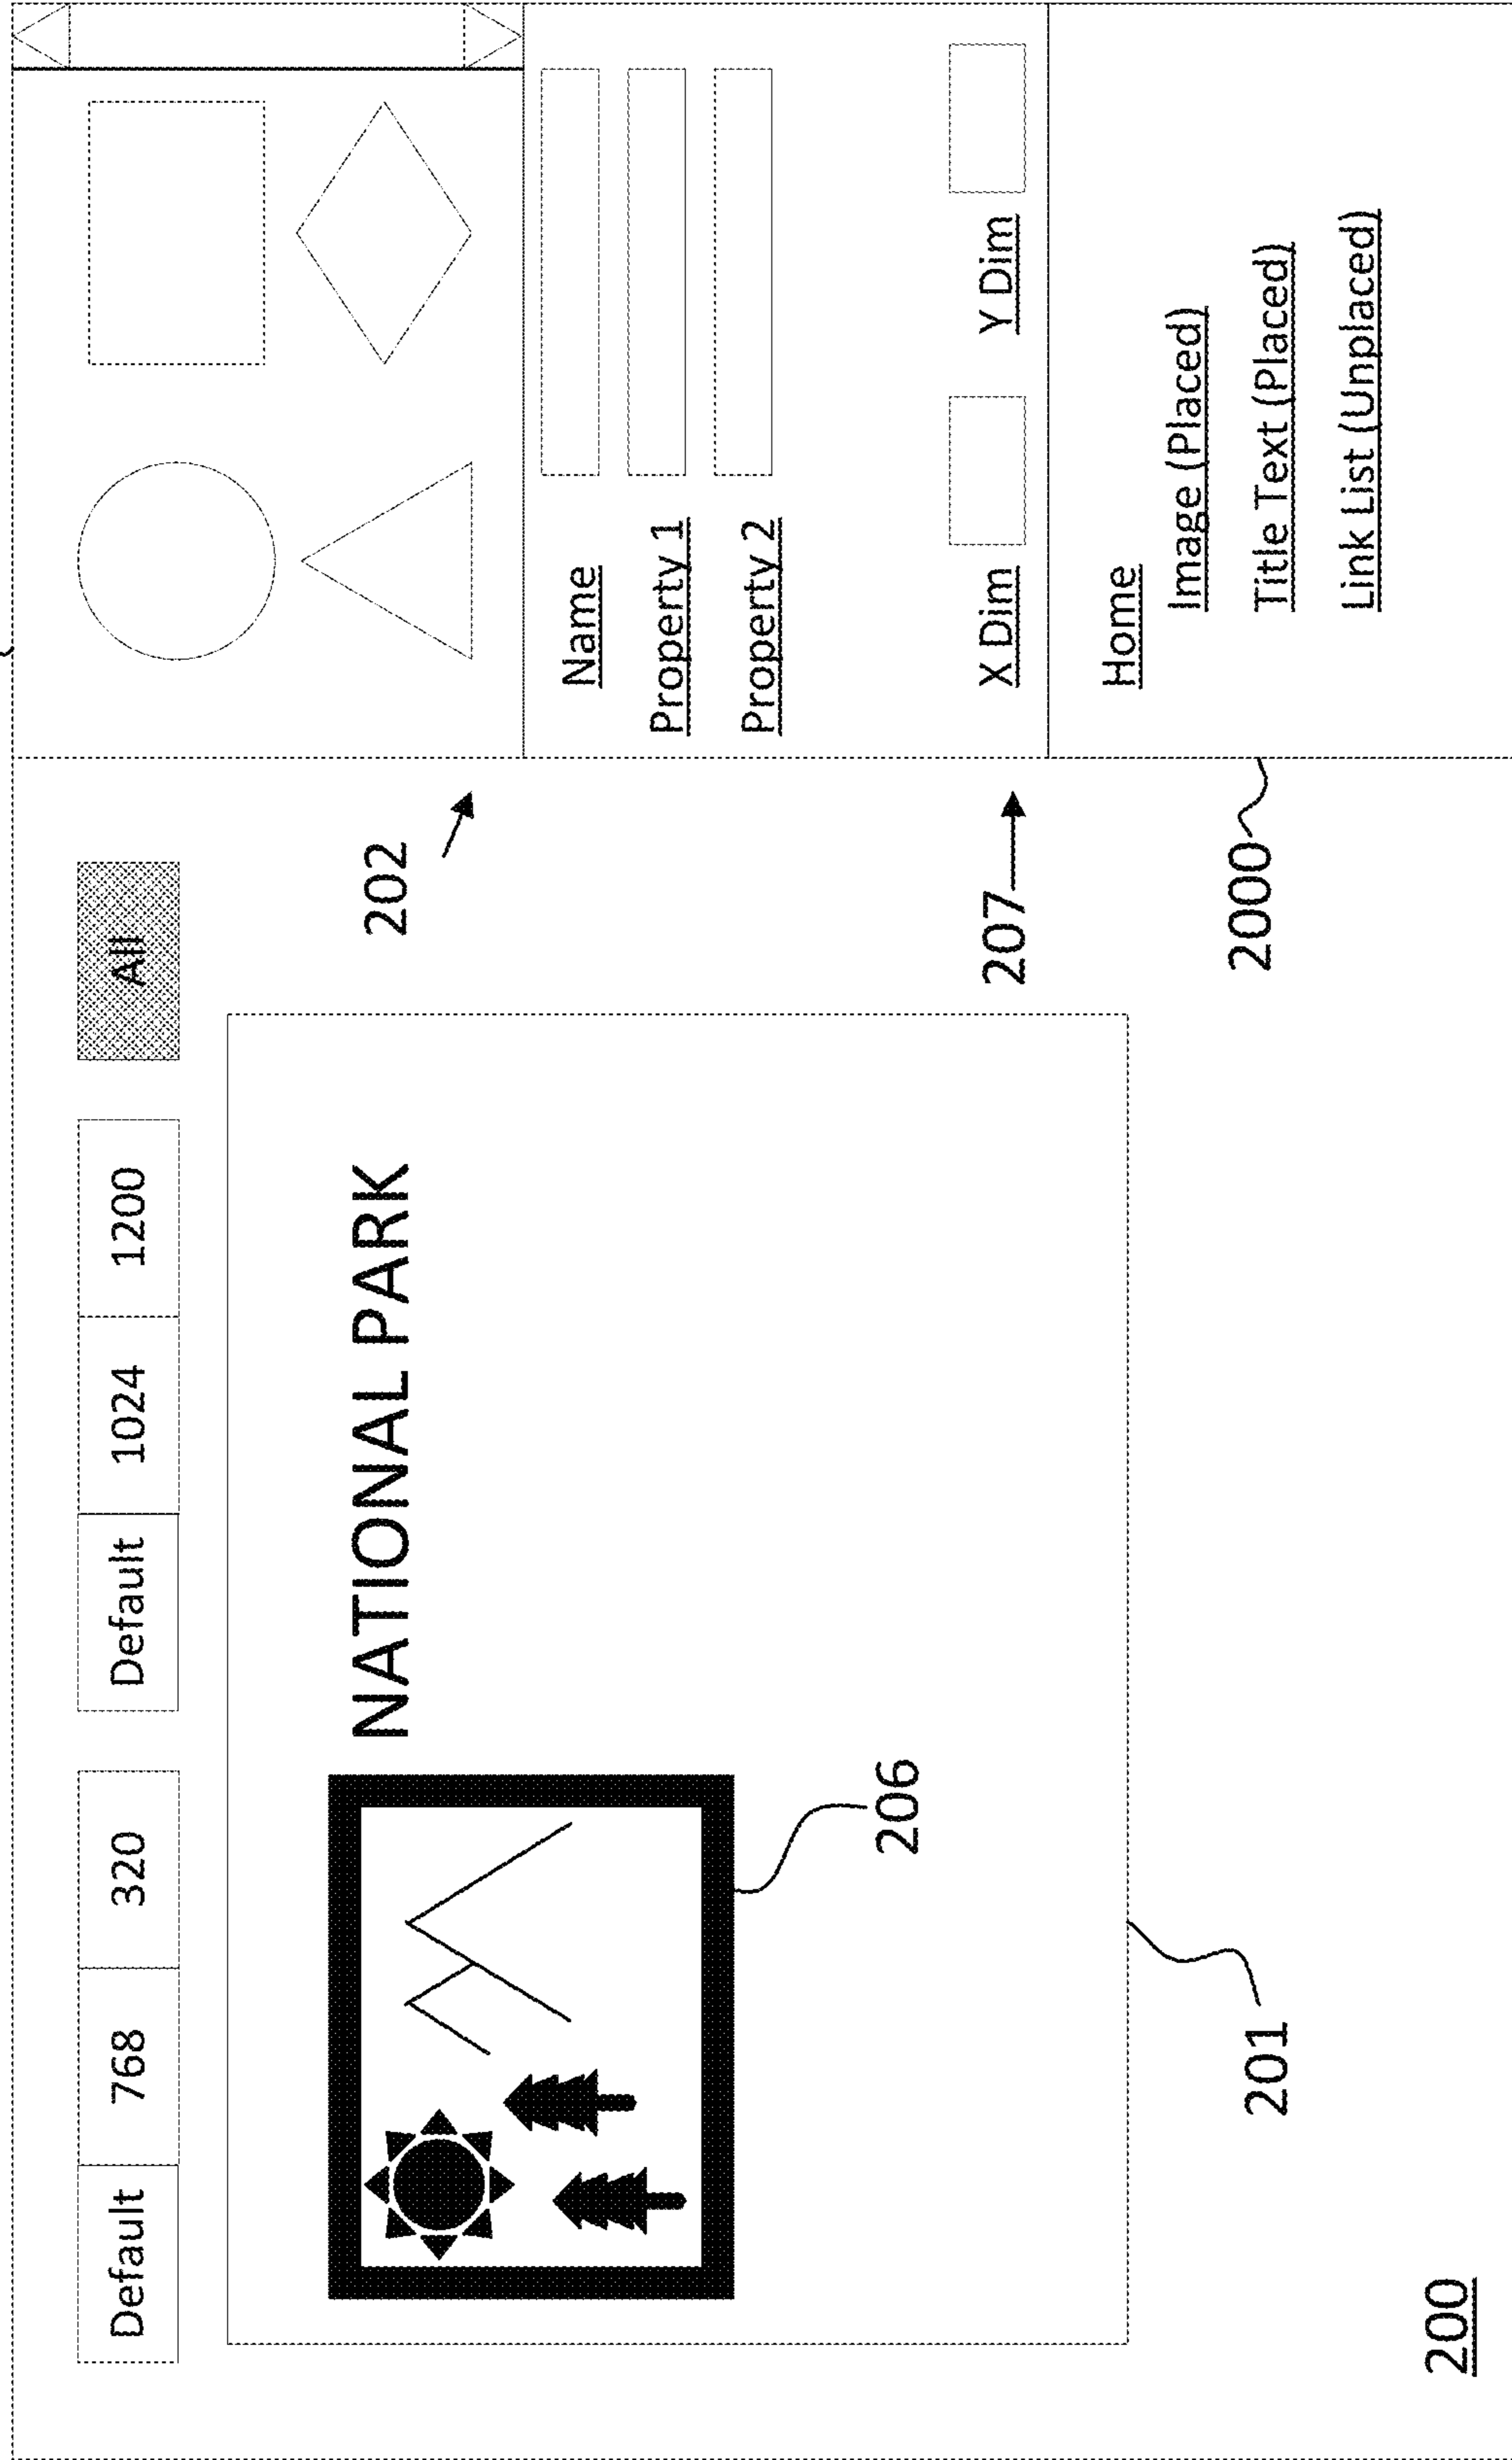 Default 768 320 Default 1024 1200 All
NATIONAL PARK
206
201
200
202
207
2000
Name
Property 1
Property 2
X Dim Y Dim
Home
Image (Placed)
Title Text (Placed)
Link List (Unplaced)